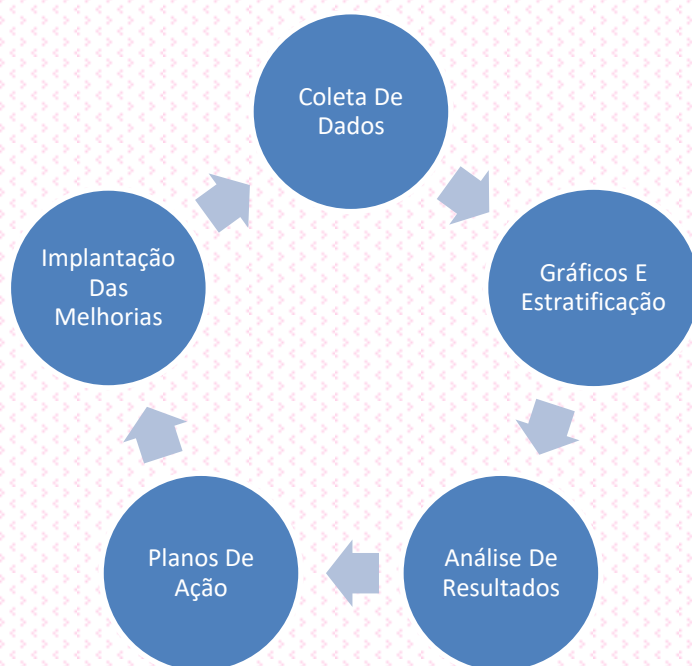 Coleta De
Dados
Gráficos E
Estratificação
Análise De
Resultados
Planos De
Ação
Implantação
Das
Melhorias